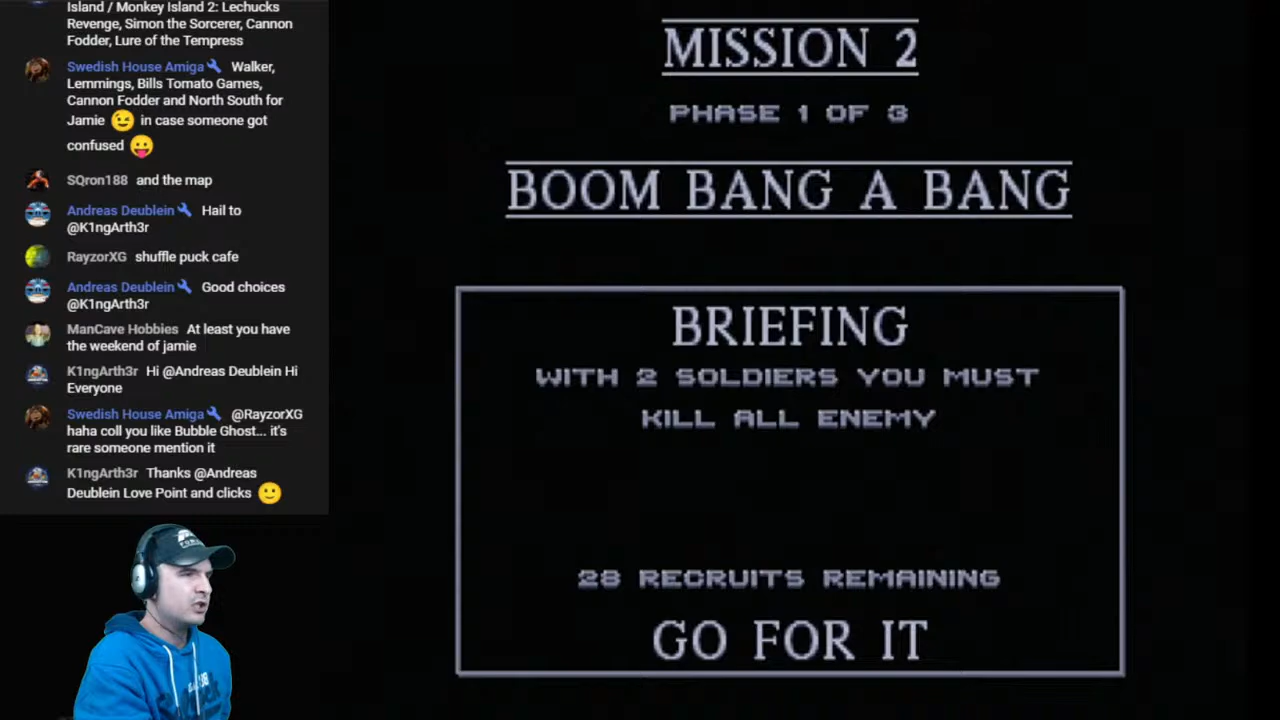 Island / Monkey Island 2: Lechucks
Revenge, Simon the Sorcerer, Cannon
Fodder, Lure of the Tempress
Swedish House Amiga Walker,
Lemmings, Bills Tomato Games,
Cannon Fodder and North South for
Jamie 😉 in case someone got
confused 😛
SQron188 and the map
Andreas Deublein Hail to
@K1ngArth3r
RayzorXG shuffle puck cafe
Andreas Deublein Good choices
@K1ngArth3r
ManCave Hobbies At least you have
the weekend of jamie
K1ngArth3r Hi @Andreas Deublein Hi
Everyone
Swedish House Amiga @RayzorXG
haha coll you like Bubble Ghost... it's
rare someone mention it
K1ngArth3r Thanks @Andreas
Deublein Love Point and clicks 🙂
MISSION 2
PHASE 1 OF 3
BOOM BANG A BANG
BRIEFING
WITH 2 SOLDIERS YOU MUST
KILL ALL ENEMY
28 RECRUITS REMAINING
GO FOR IT